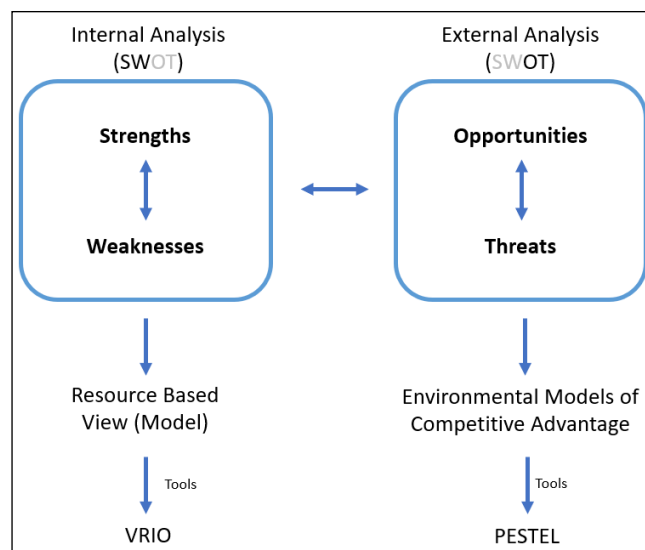 Internal Analysis
(SWOT)
Strengths
Weaknesses
Resource Based
View (Model)
Tools
VRIO
External Analysis
(SWOT)
Opportunities
Threats
Environmental Models of
Competitive Advantage
Tools
PESTEL